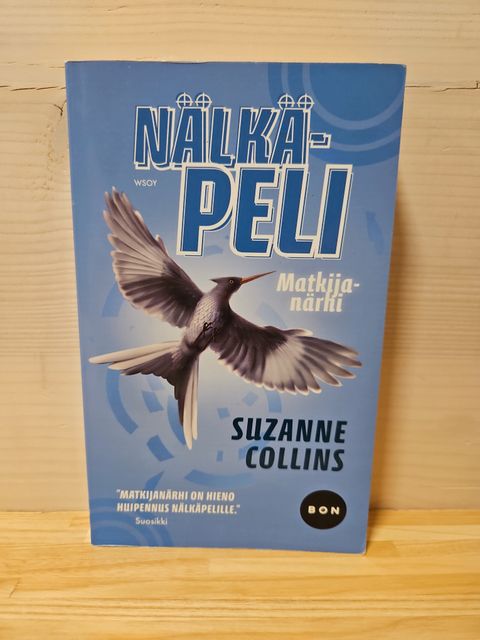 NÄLKÄ-
WSOY
PELI
Matkija-
närhi
SUZANNE
COLLINS
"MATKIJANÄRHI ON HIENO
HUIPENNUS NÄLKÄPELILLE."
Suosikki
BON